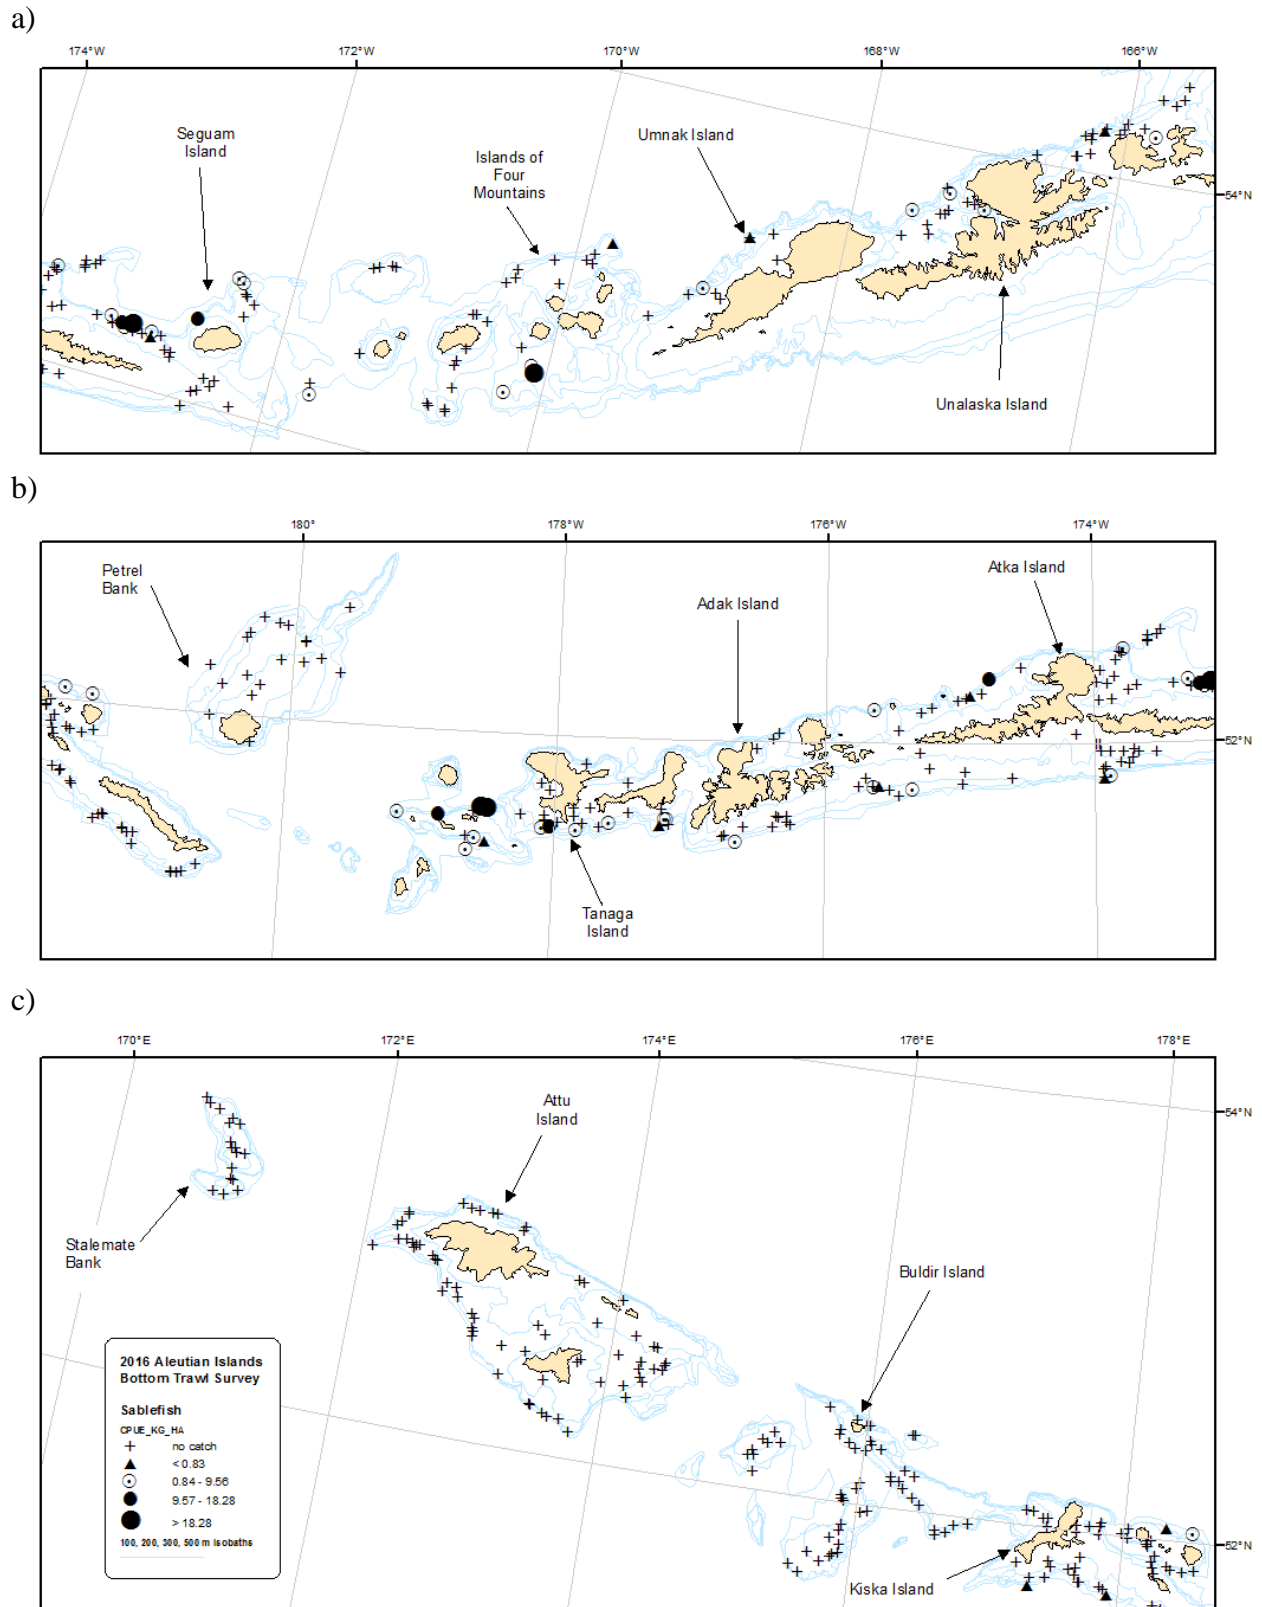 a)
174°W 172°W 170°W 168°W 166°W
Seguam
Island
Islands of
Four
Mountains
Umnak Island
54°N
Unalaska Island
b)
180° 178°W 176°W 174°W
Petrel
Bank
Adak Island
Atka Island
52°N
Tanaga
Island
c)
170°E 172°E 174°E 176°E 178°E
54°N
Attu
Island
Stalemate
Bank
Buldir Island
2016 Aleutian Islands
Bottom Trawl Survey
Sablefish
CPUE_KG_HA
no catch
< 0.83
0.84 - 9.56
9.57 - 18.28
> 18.28
100, 200, 300, 500 m Isobaths
52°N
Kiska Island